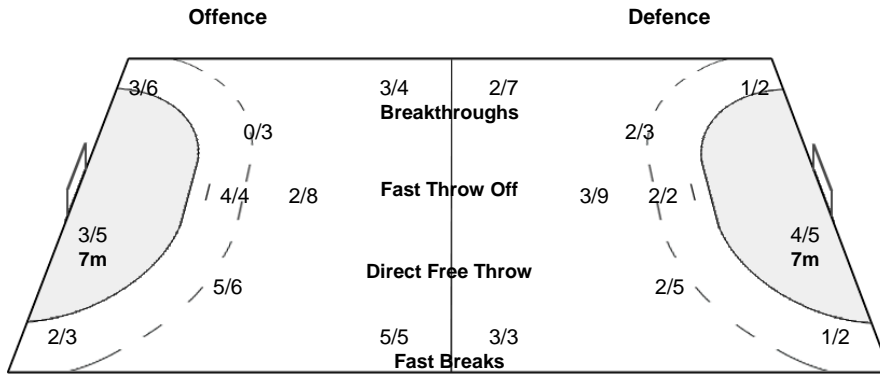 Offence Defence
3/6 3/4 2/7 1/2
Breakthroughs
0/3 2/3
Fast Throw Off
4/4 2/8 3/9 2/2
3/5 4/5
7m 7m
Direct Free Throw
5/6 2/5
2/3 5/5 3/3 1/2
Fast Breaks